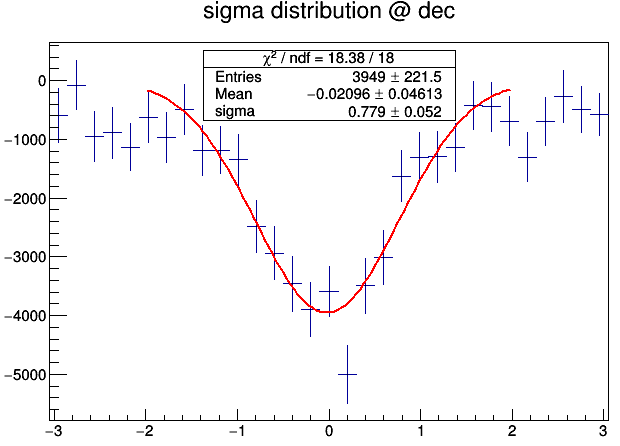 sigma distribution @ dec
χ² / ndf = 18.38 / 18
Entries 3949 ± 221.5
Mean −0.02096 ± 0.04613
sigma 0.779 ± 0.052
0
−1000
−2000
−3000
−4000
−5000
−3 −2 −1 0 1 2 3